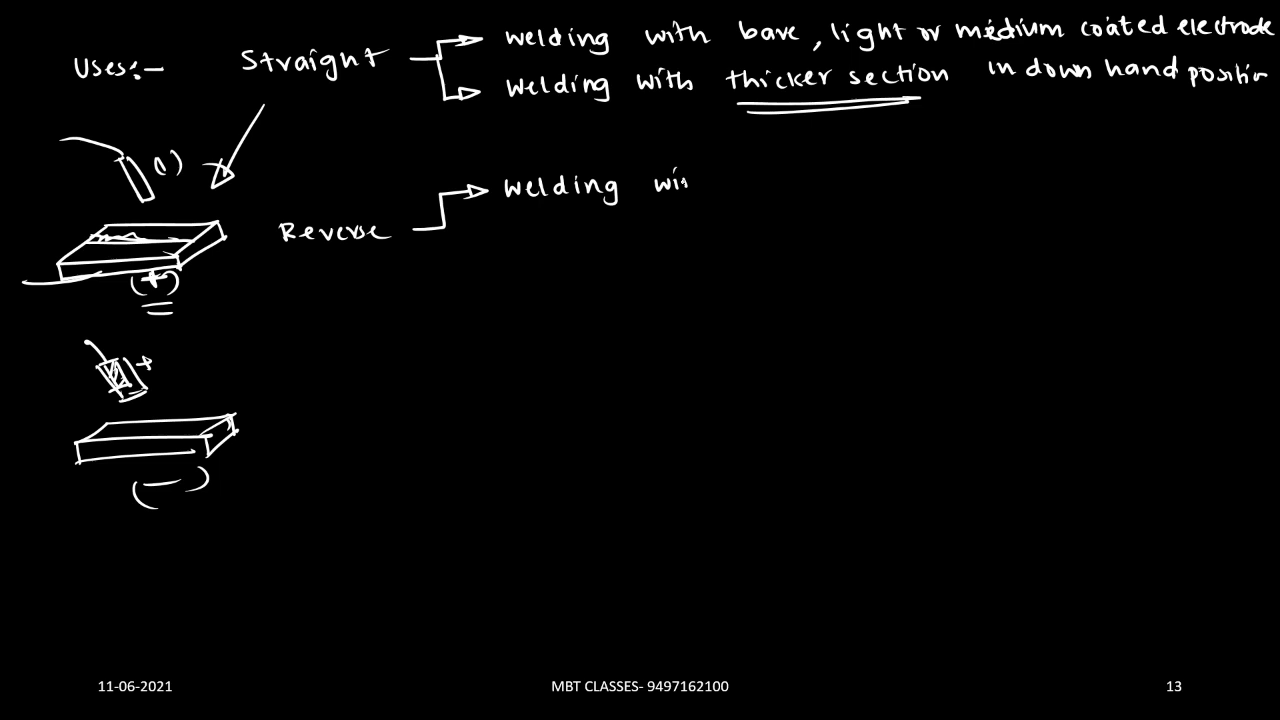 Uses:- Straight
welding with bare, light or medium coated electrode
welding with thicker section in down hand positin
(-)
Reverse
welding wi
(+)
+
(-)
11-06-2021 MBT CLASSES- 9497162100 13